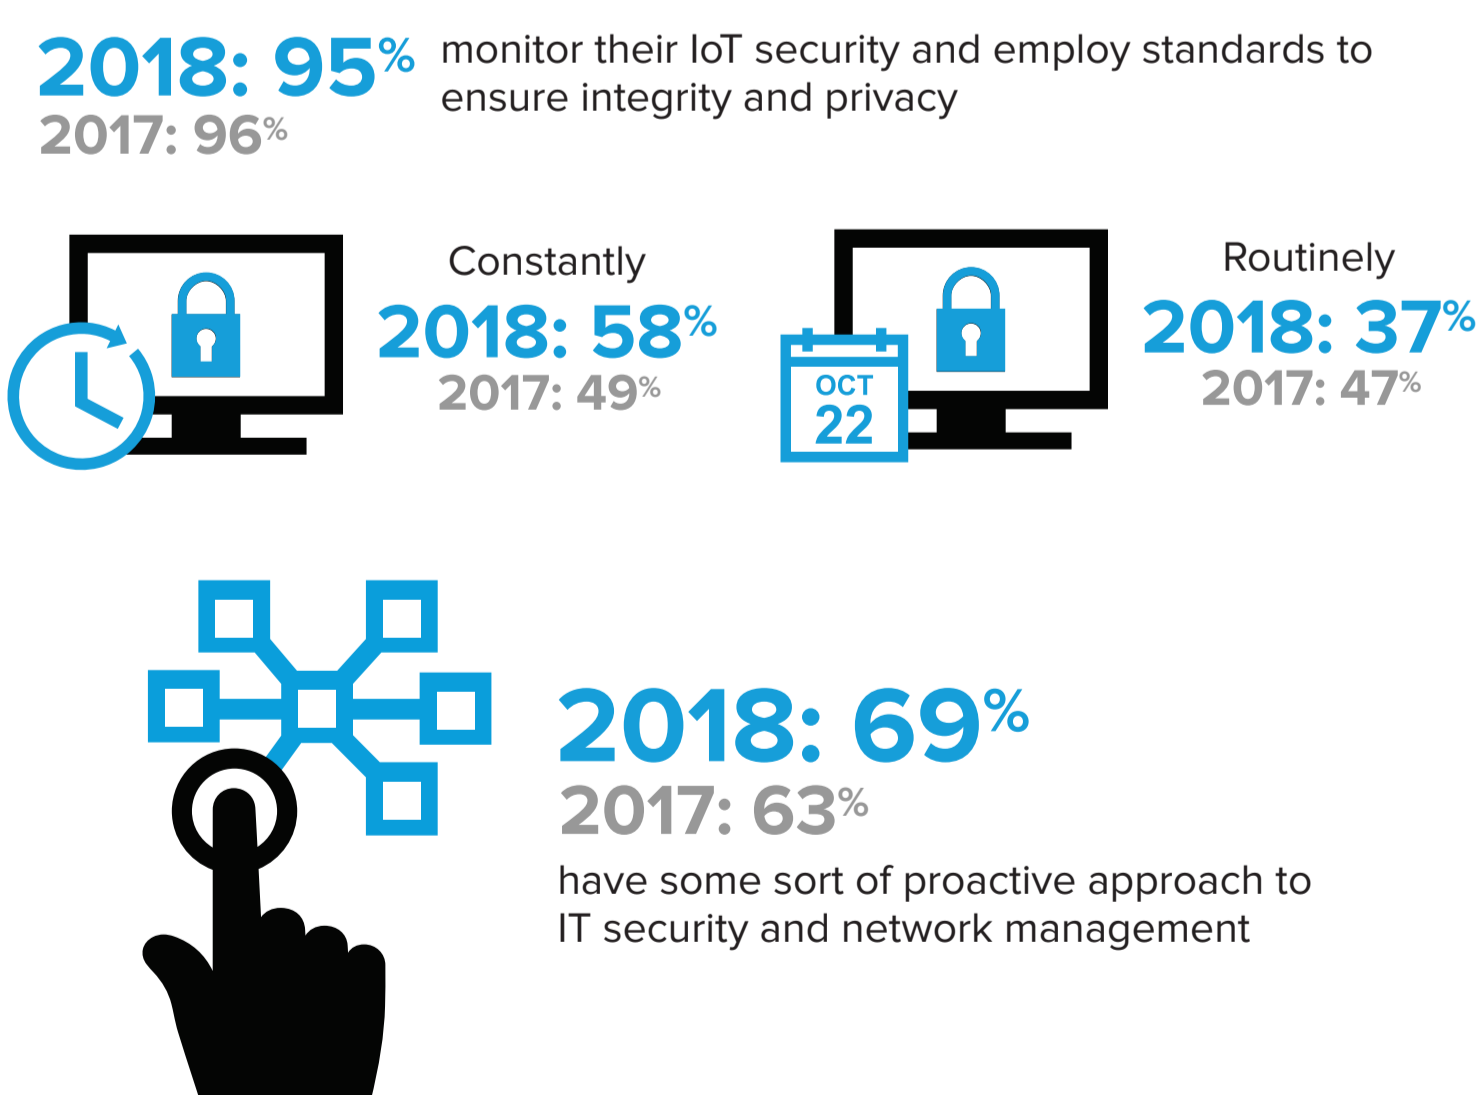 2018: 95%
2017: 96%
monitor their IoT security and employ standards to
ensure integrity and privacy
Constantly
2018: 58%
2017: 49%
Routinely
2018: 37%
2017: 47%
OCT
22
2018: 69%
2017: 63%
have some sort of proactive approach to
IT security and network management